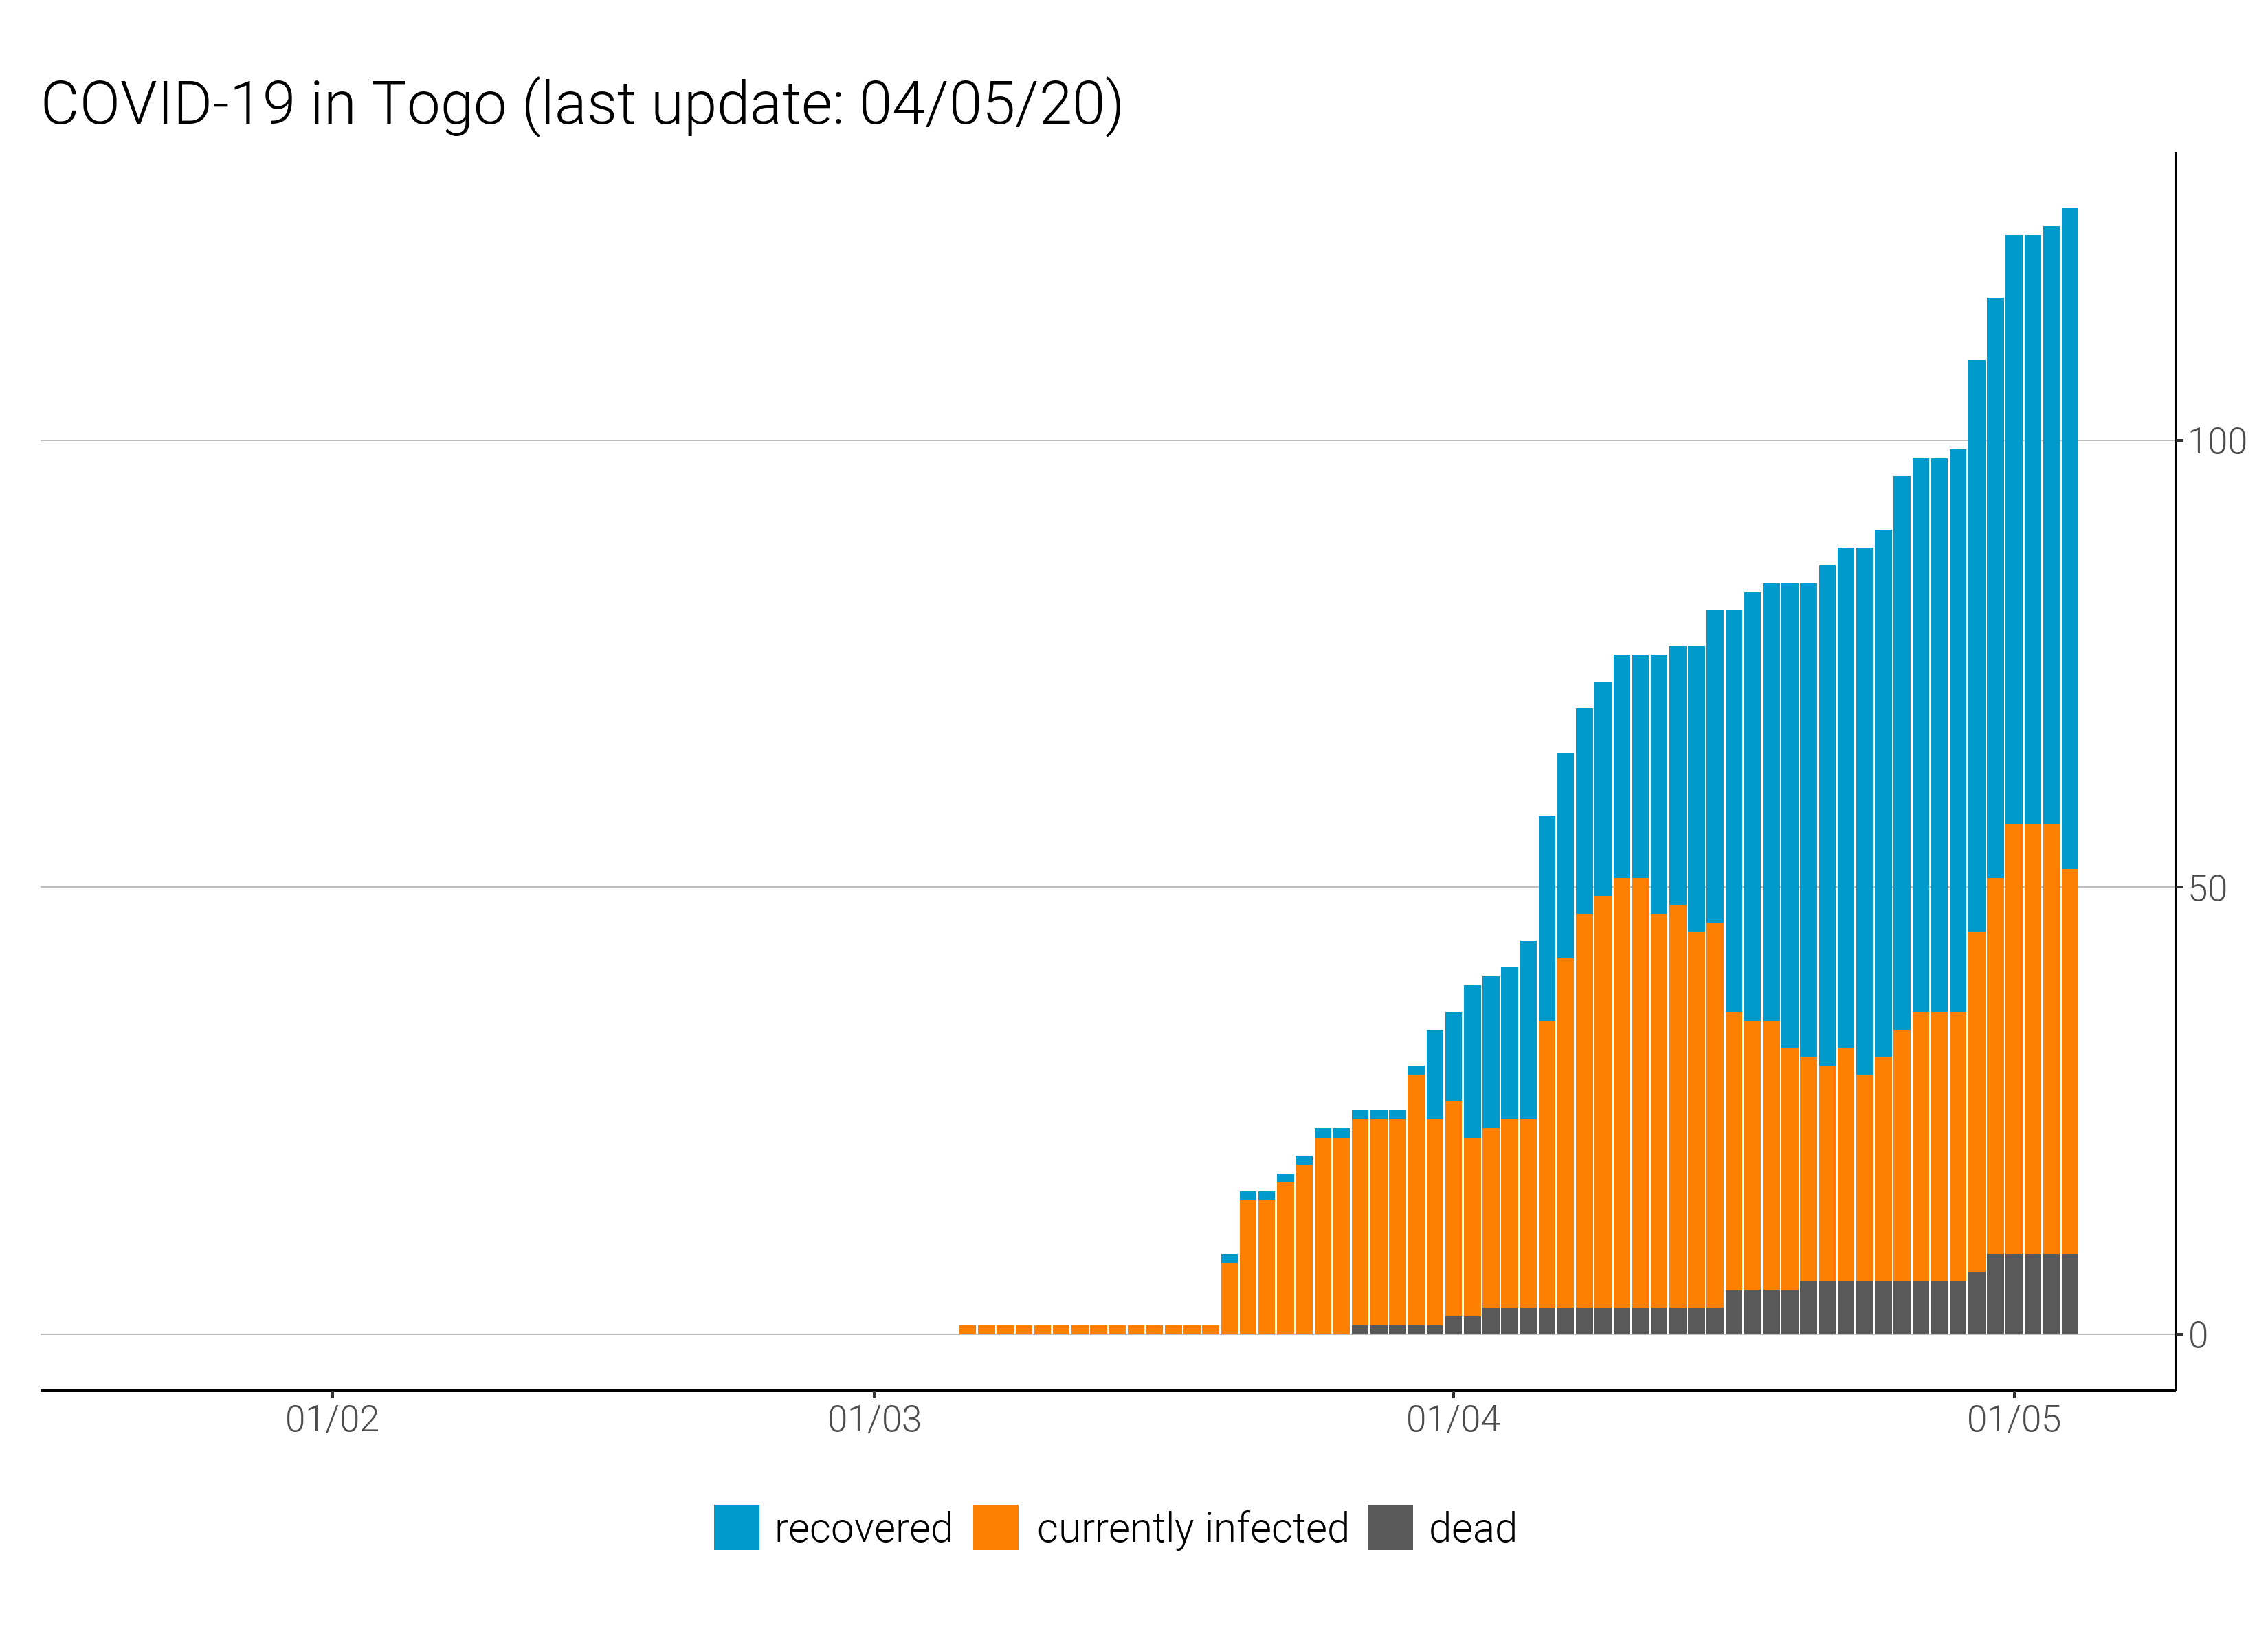 COVID-19 in Togo (last update: 04/05/20)
100
50
0
01/02 01/03 01/04 01/05
recovered currently infected dead